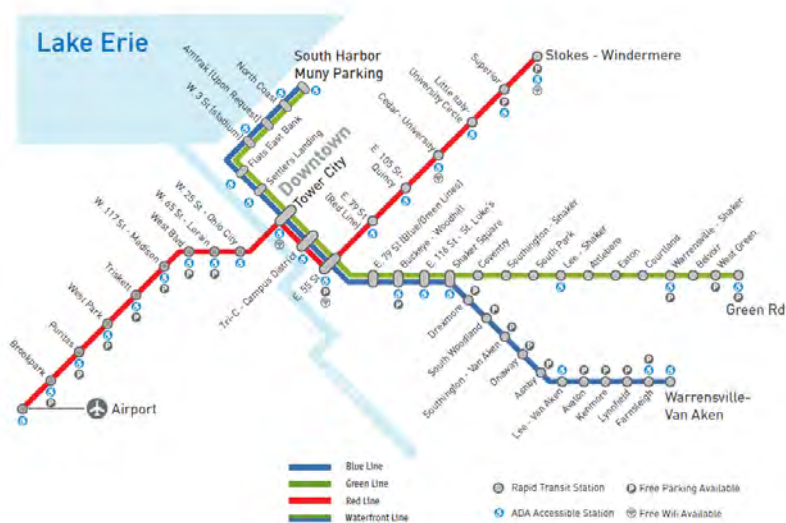 Lake Erie
South Harbor
Muny Parking
North Coast
Amtrak (Upon Request)
W. 3 St (stadium)
Flats East Bank
Settlers Landing
Downtown
Tower City
Stokes - Windermere
Superior
Little Italy
University Circle
Cedar - University
E. 105 St -
Quincy
E. 79 St
(Red Line)
W. 25 St - Ohio City
W. 65 St - Lorain
West Blvd
W. 117 St - Madison
Triskett
West Park
Puritas
Brookpark
Airport
Tri-C - Campus District
E. 55 St
E. 79 St (Blue/Green Lines)
Buckeye - Woodhill
E. 116 St - St. Luke's
Shaker Square
Coventry
Southington - Shaker
South Park
Lee - Shaker
Attleboro
Eaton
Courtland
Warrensville - Shaker
Belvoir
West Green
Green Rd
Drexmore
South Woodland
Southington - Van Aken
Onaway
Ashby
Lee - Van Aken
Avalon
Kenmore
Lynnfield
Farnsleigh
Warrensville-
Van Aken
Blue Line
Green Line
Red Line
Waterfront Line
Rapid Transit Station
P Free Parking Available
ADA Accessible Station
Free Wifi Available